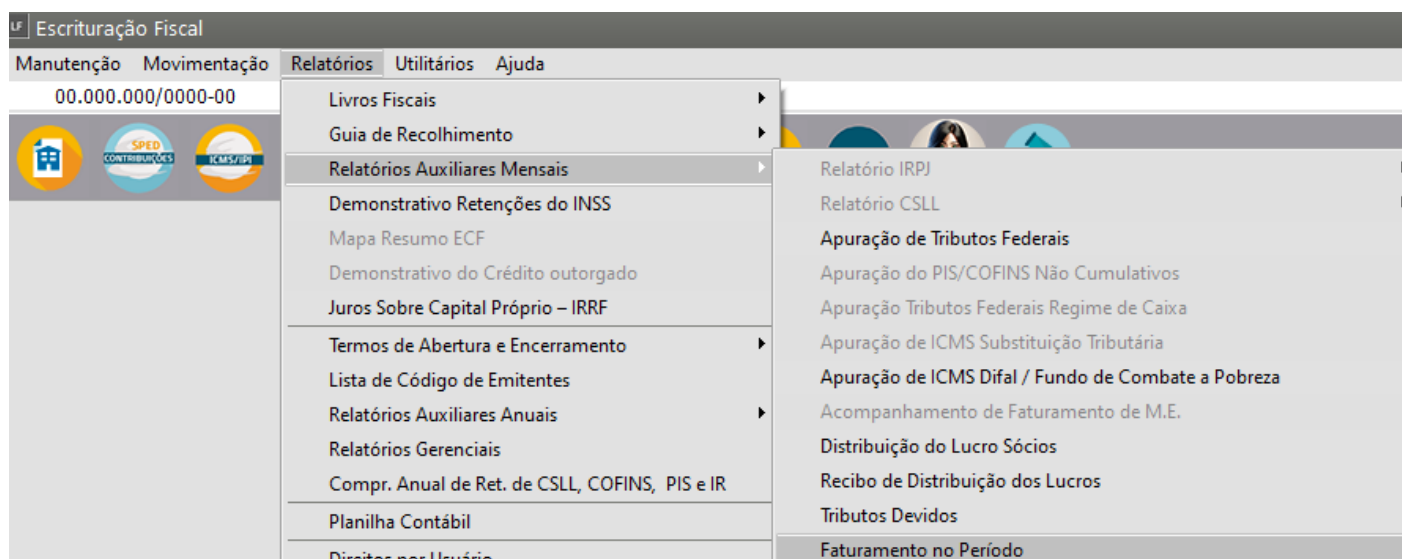 LF Escrituração Fiscal
Manutenção Movimentação Relatórios Utilitários Ajuda
00.000.000/0000-00
SPED
CONTRIBUIÇÕES
ICMS/IPI
Livros Fiscais
Guia de Recolhimento
Relatórios Auxiliares Mensais
Demonstrativo Retenções do INSS
Mapa Resumo ECF
Demonstrativo do Crédito outorgado
Juros Sobre Capital Próprio – IRRF
Termos de Abertura e Encerramento
Lista de Código de Emitentes
Relatórios Auxiliares Anuais
Relatórios Gerenciais
Compr. Anual de Ret. de CSLL, COFINS, PIS e IR
Planilha Contábil
Direitos por Usuário
Relatório IRPJ
Relatório CSLL
Apuração de Tributos Federais
Apuração do PIS/COFINS Não Cumulativos
Apuração Tributos Federais Regime de Caixa
Apuração de ICMS Substituição Tributária
Apuração de ICMS Difal / Fundo de Combate a Pobreza
Acompanhamento de Faturamento de M.E.
Distribuição do Lucro Sócios
Recibo de Distribuição dos Lucros
Tributos Devidos
Faturamento no Período